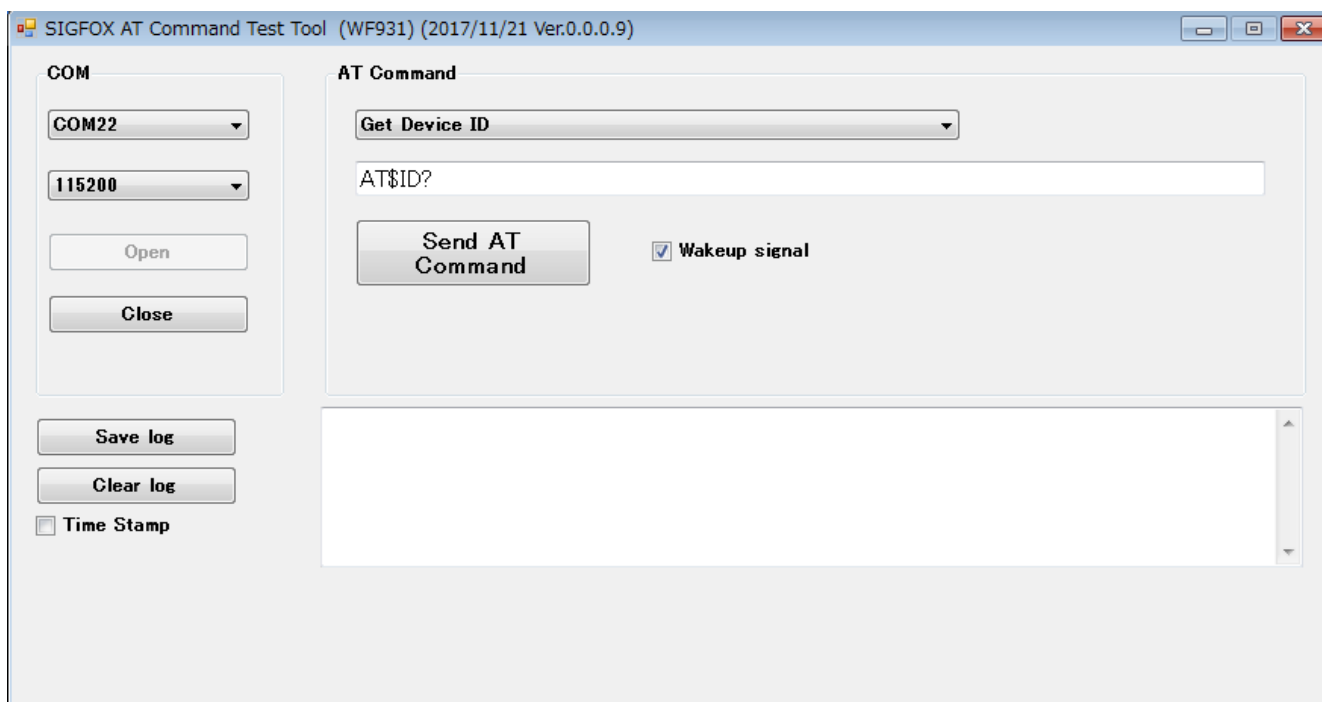 SIGFOX AT Command Test Tool (WF931) (2017/11/21 Ver.0.0.0.9)
COM
COM22
115200
Open
Close
AT Command
Get Device ID
AT$ID?
Send AT
Command
Wakeup signal
Save log
Clear log
Time Stamp